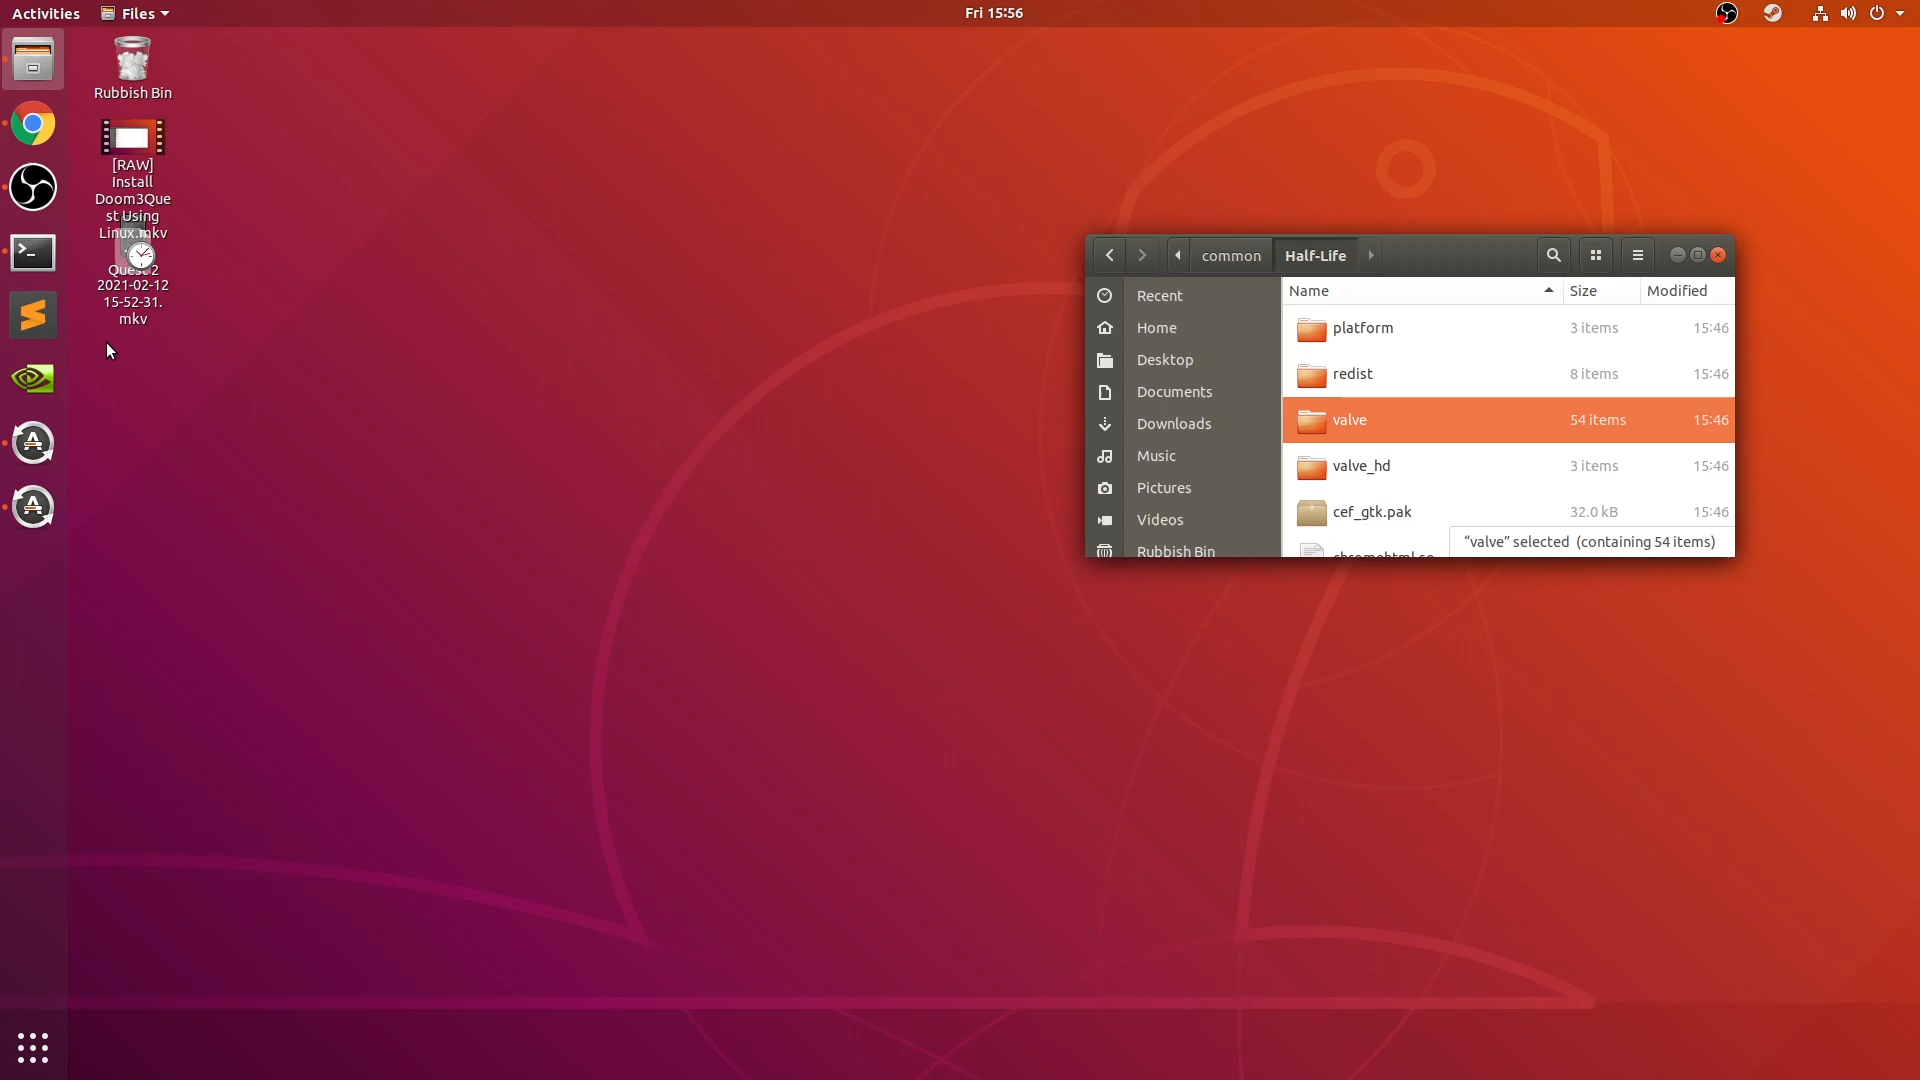 Activities
Files
Fri 15:56
Rubbish Bin
[RAW]
Install
Doom3Que
st Using
Linux.mkv
Quest 2
2021-02-12
15-52-31.
mkv
common
Half-Life
Recent
Home
Desktop
Documents
Downloads
Music
Pictures
Videos
Rubbish Bin
Name Size Modified
platform 3 items 15:46
redist 8 items 15:46
valve 54 items 15:46
valve_hd 3 items 15:46
cef_gtk.pak 32.0 kB 15:46
“valve” selected (containing 54 items)